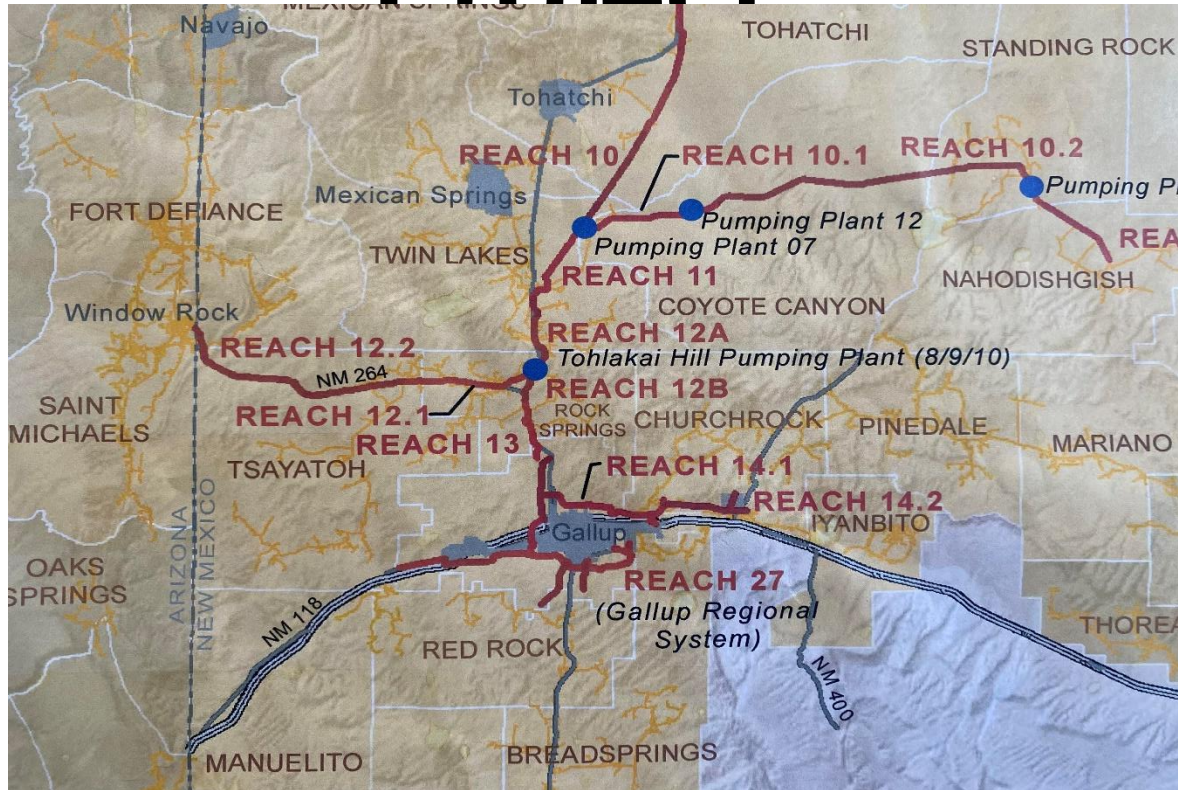 MEXICAN SPRINGS
Navajo
TOHATCHI
STANDING ROCK
Tohatchi
REACH 10
REACH 10.1
REACH 10.2
Mexican Springs
Pumping
FORT DEFIANCE
Pumping Plant 12
Pumping Plant 07
TWIN LAKES
REACH 11
NAHODISHGISH
COYOTE CANYON
Window Rock
REACH 12A
REACH 12.2
Tohlakai Hill Pumping Plant (8/9/10)
NM 264
REACH 12B
SAINT
MICHAELS
REACH 12.1
ROCK
SPRINGS
CHURCHROCK
PINEDALE
MARIANO
REACH 13
TSAYATOH
REACH 14.1
REACH 14.2
IYANBITO
Gallup
ARIZONA
NEW MEXICO
OAKS
SPRINGS
REACH 27
(Gallup Regional
System)
NM 118
RED ROCK
NM 400
MANUELITO
BREADSPRINGS